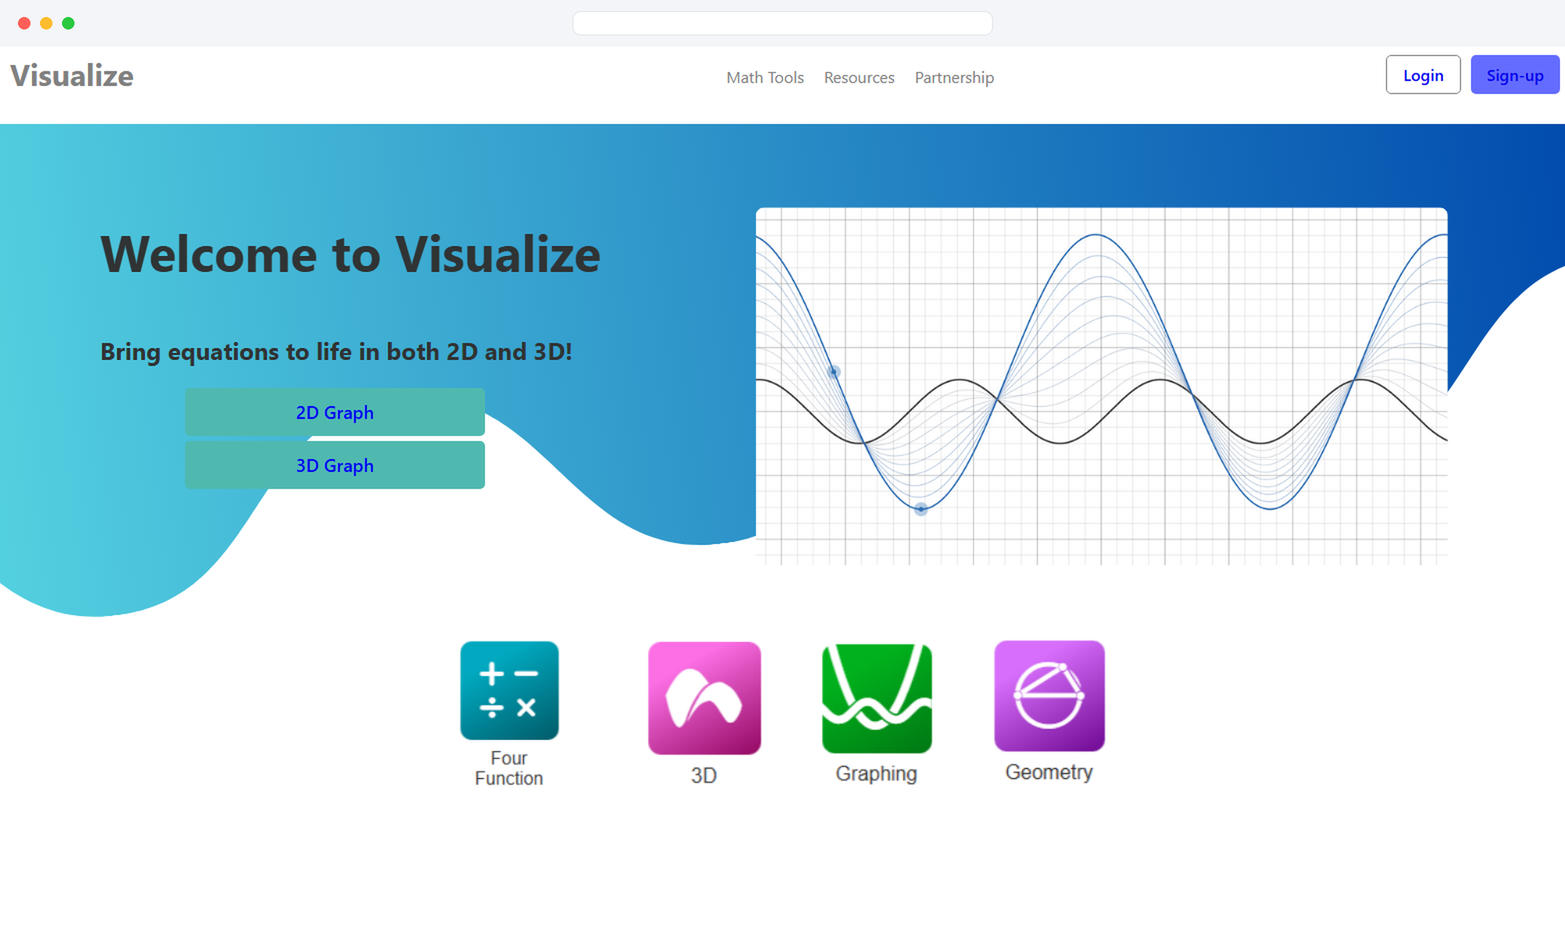 Visualize
Math Tools
Resources
Partnership
Login
Sign-up
Welcome to Visualize
Bring equations to life in both 2D and 3D!
2D Graph
3D Graph
Four
Function
3D
Graphing
Geometry